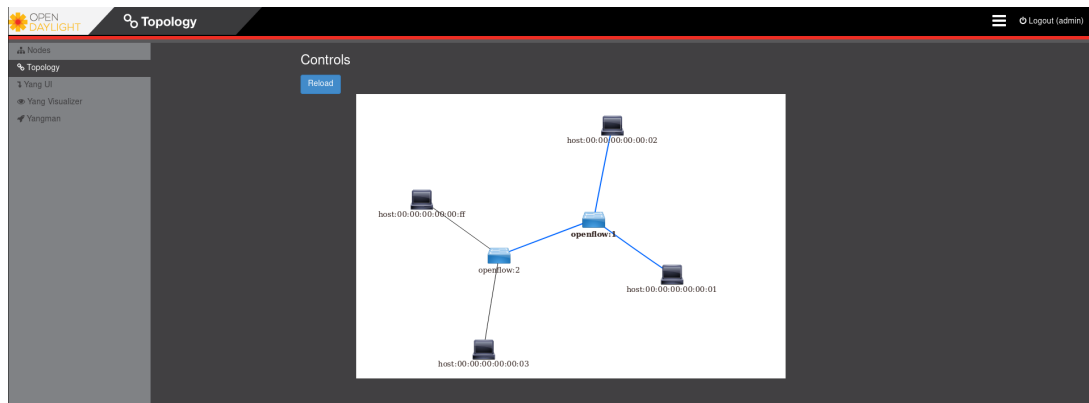 OPEN
DAYLIGHT
Topology
Logout (admin)
Nodes
Topology
Yang UI
Yang Visualizer
Yangman
Controls
Reload
host:00:00:00:00:00:02
host:00:00:00:00:00:ff
openflow:1
openflow:2
host:00:00:00:00:00:01
host:00:00:00:00:00:03